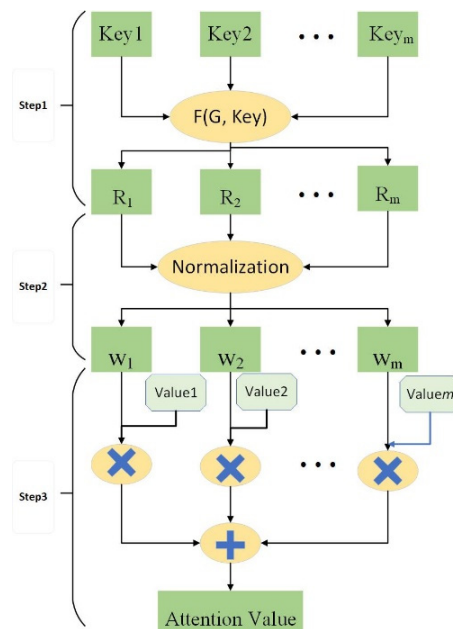 Key1 Key2 ••• Keym
Step1
F(G, Key)
R1 R2 ••• Rm
Step2
Normalization
w1 w2 ••• wm
Value1 Value2 Valuem
•••
Step3
Attention Value